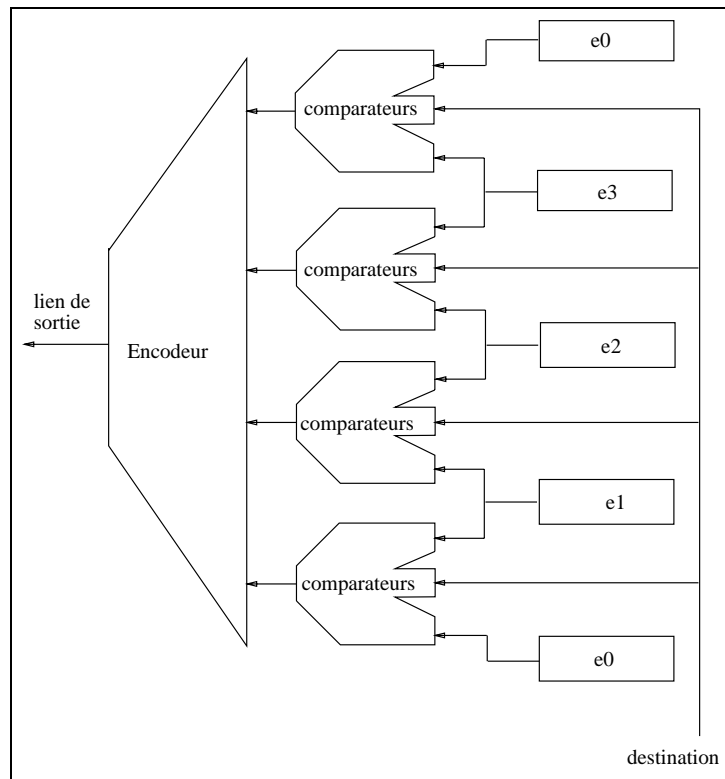 e0
comparateurs
e3
comparateurs
lien de
sortie
Encodeur
e2
comparateurs
e1
comparateurs
e0
destination